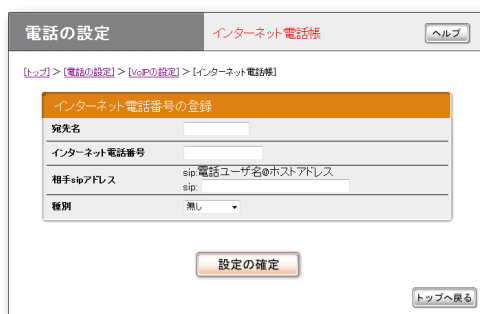 電話の設定
インターネット電話帳
ヘルプ
[トップ] > [電話の設定] > [VoIPの設定] > [インターネット電話帳]
インターネット電話番号の登録
宛先名
インターネット電話番号
相手sipアドレス
sip:電話ユーザ名@ホストアドレス
sip:
種別
無し
設定の確定
トップへ戻る